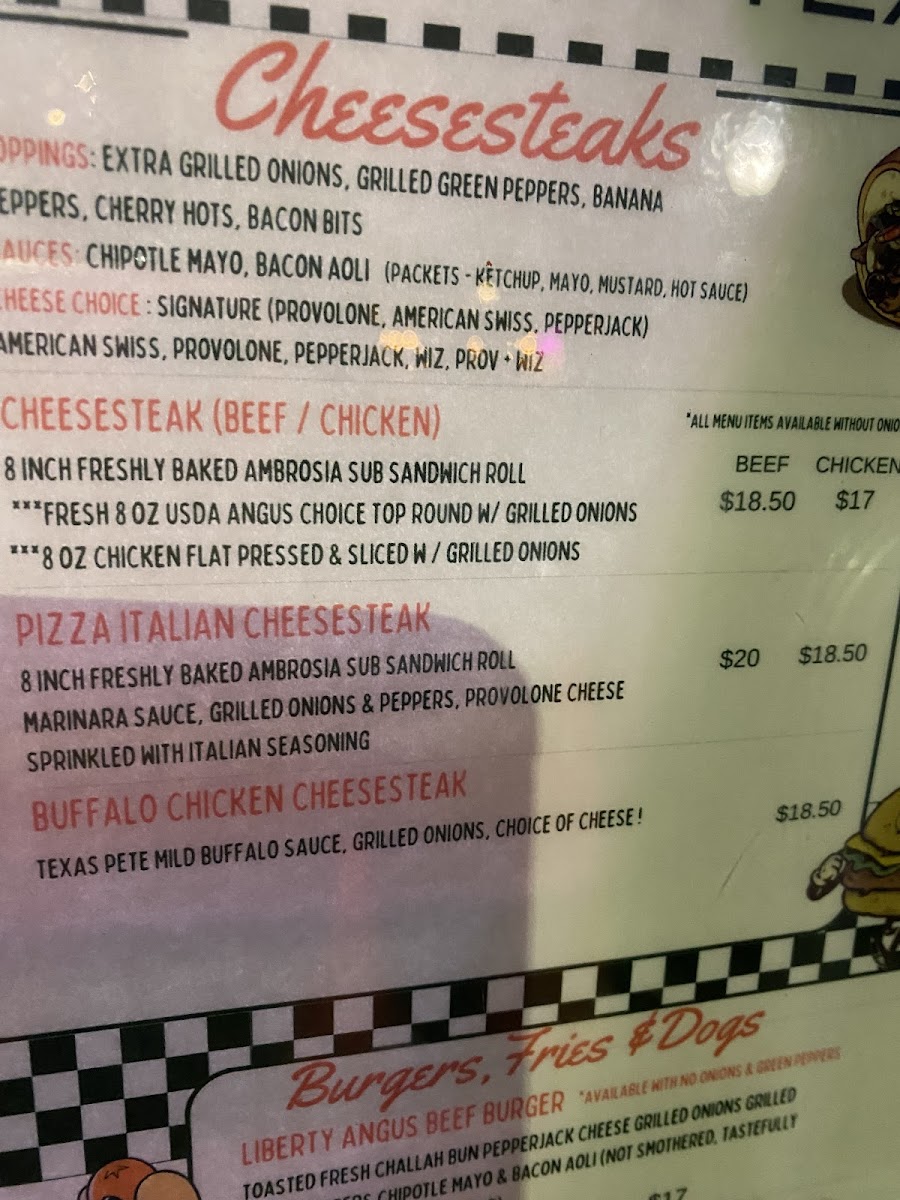 Cheesesteaks
OPPINGS: EXTRA GRILLED ONIONS, GRILLED GREEN PEPPERS, BANANA
EPPERS, CHERRY HOTS, BACON BITS
AUCES: CHIPOTLE MAYO, BACON AOLI (PACKETS - KETCHUP, MAYO, MUSTARD, HOT SAUCE)
CHEESE CHOICE : SIGNATURE (PROVOLONE, AMERICAN SWISS, PEPPERJACK)
AMERICAN SWISS, PROVOLONE, PEPPERJACK, WIZ, PROV + WIZ
CHEESESTEAK (BEEF / CHICKEN) *ALL MENU ITEMS AVAILABLE WITHOUT ONIO
8 INCH FRESHLY BAKED AMBROSIA SUB SANDWICH ROLL BEEF CHICKEN
***FRESH 8 OZ USDA ANGUS CHOICE TOP ROUND W/ GRILLED ONIONS $18.50 $17
***8 OZ CHICKEN FLAT PRESSED & SLICED W / GRILLED ONIONS
PIZZA ITALIAN CHEESESTEAK
8 INCH FRESHLY BAKED AMBROSIA SUB SANDWICH ROLL $20 $18.50
MARINARA SAUCE, GRILLED ONIONS & PEPPERS, PROVOLONE CHEESE
SPRINKLED WITH ITALIAN SEASONING
BUFFALO CHICKEN CHEESESTEAK
TEXAS PETE MILD BUFFALO SAUCE, GRILLED ONIONS, CHOICE OF CHEESE! $18.50
Burgers, Fries & Dogs
LIBERTY ANGUS BEEF BURGER *AVAILABLE WITH NO ONIONS & GREEN PEPPERS
TOASTED FRESH CHALLAH BUN PEPPERJACK CHEESE GRILLED ONIONS GRILLED
CHIPOTLE MAYO & BACON AOLI (NOT SMOTHERED, TASTEFULLY
$17